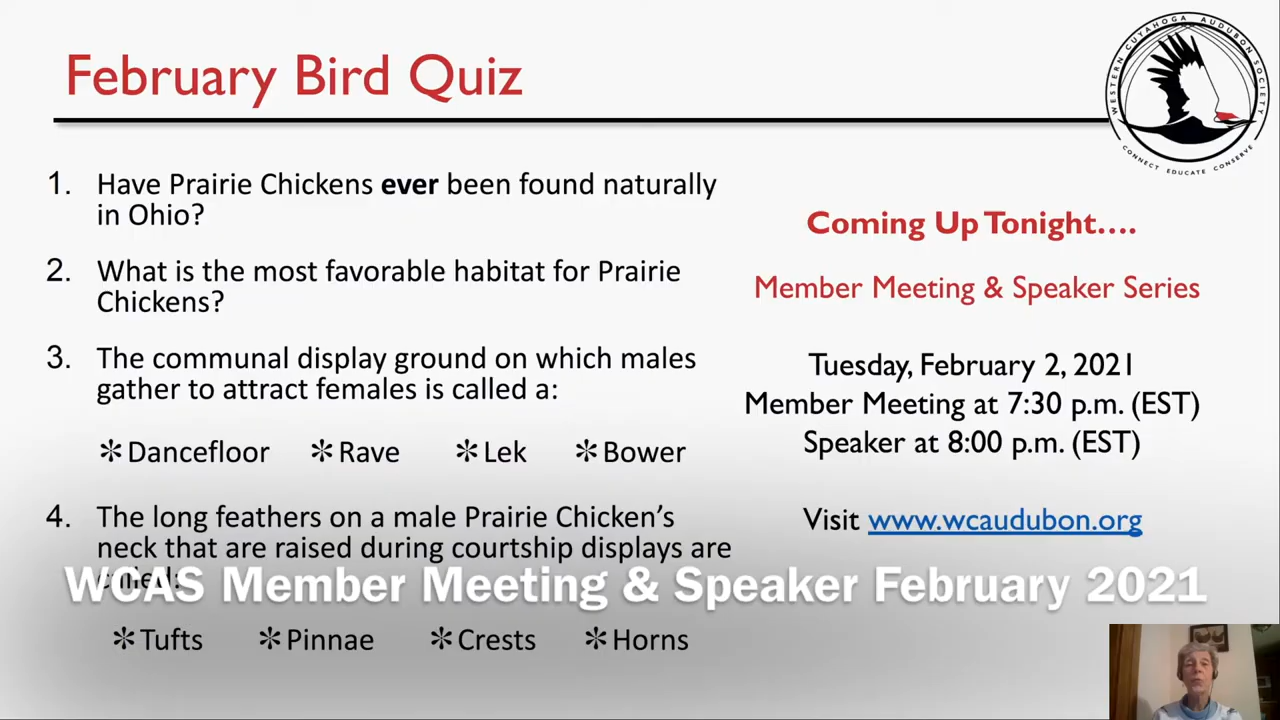 February Bird Quiz
WESTERN CUYAHOGA AUDUBON SOCIETY
CONNECT EDUCATE CONSERVE
1. Have Prairie Chickens ever been found naturally
in Ohio?
2. What is the most favorable habitat for Prairie
Chickens?
3. The communal display ground on which males
gather to attract females is called a:
✻Dancefloor ✻Rave ✻Lek ✻Bower
4. The long feathers on a male Prairie Chicken's
neck that are raised during courtship displays are
called:
✻Tufts ✻Pinnae ✻Crests ✻Horns
Coming Up Tonight....
Member Meeting & Speaker Series
Tuesday, February 2, 2021
Member Meeting at 7:30 p.m. (EST)
Speaker at 8:00 p.m. (EST)
Visit www.wcaudubon.org
WCAS Member Meeting & Speaker February 2021